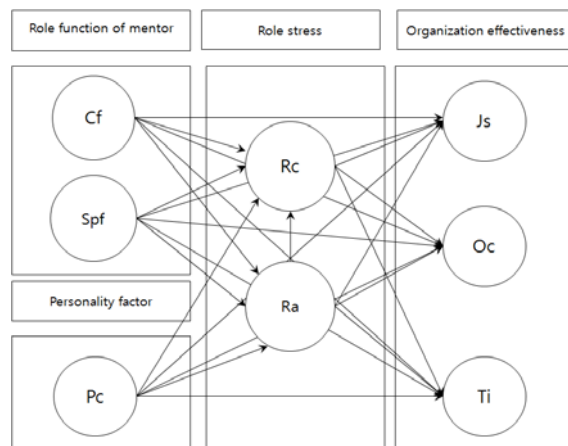 Role function of mentor
Role stress
Organization effectiveness
Cf
Js
Rc
Spf
Oc
Personality factor
Ra
Pc
Ti